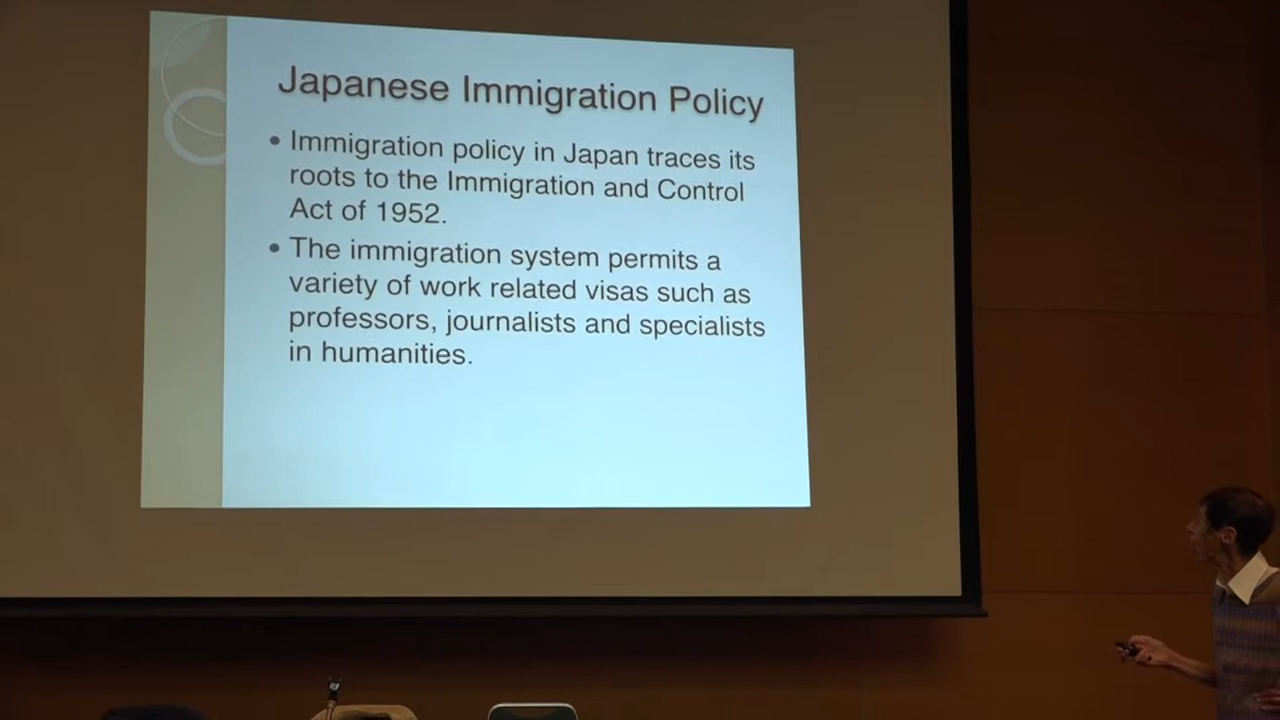 Japanese Immigration Policy
• Immigration policy in Japan traces its
roots to the Immigration and Control
Act of 1952.
• The immigration system permits a
variety of work related visas such as
professors, journalists and specialists
in humanities.